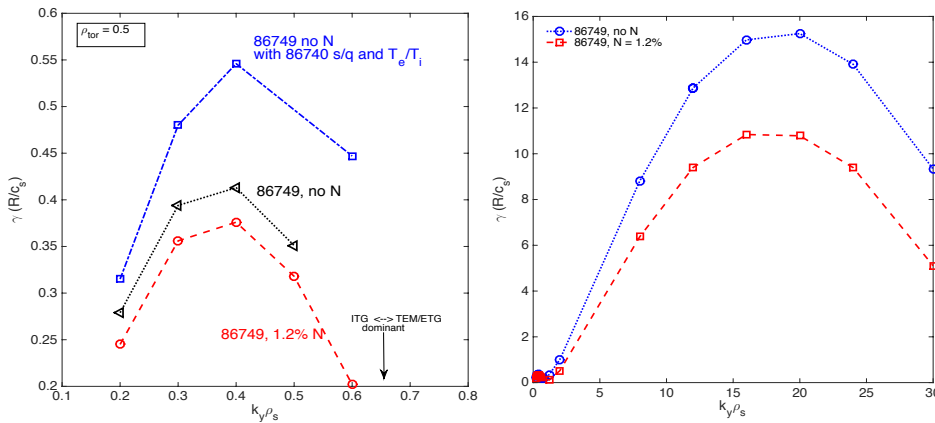 ρtor = 0.5
86749 no N
with 86740 s/q and Te/Ti
86749, no N
86749, 1.2% N
ITG <--> TEM/ETG
dominant
γ (R/cs)
0.6
0.55
0.5
0.45
0.4
0.35
0.3
0.25
0.2
0.1 0.2 0.3 0.4 0.5 0.6 0.7 0.8
kyρs
86749, no N
86749, N = 1.2%
γ (R/cs)
16
14
12
10
8
6
4
2
0
0 5 10 15 20 25 30
kyρs